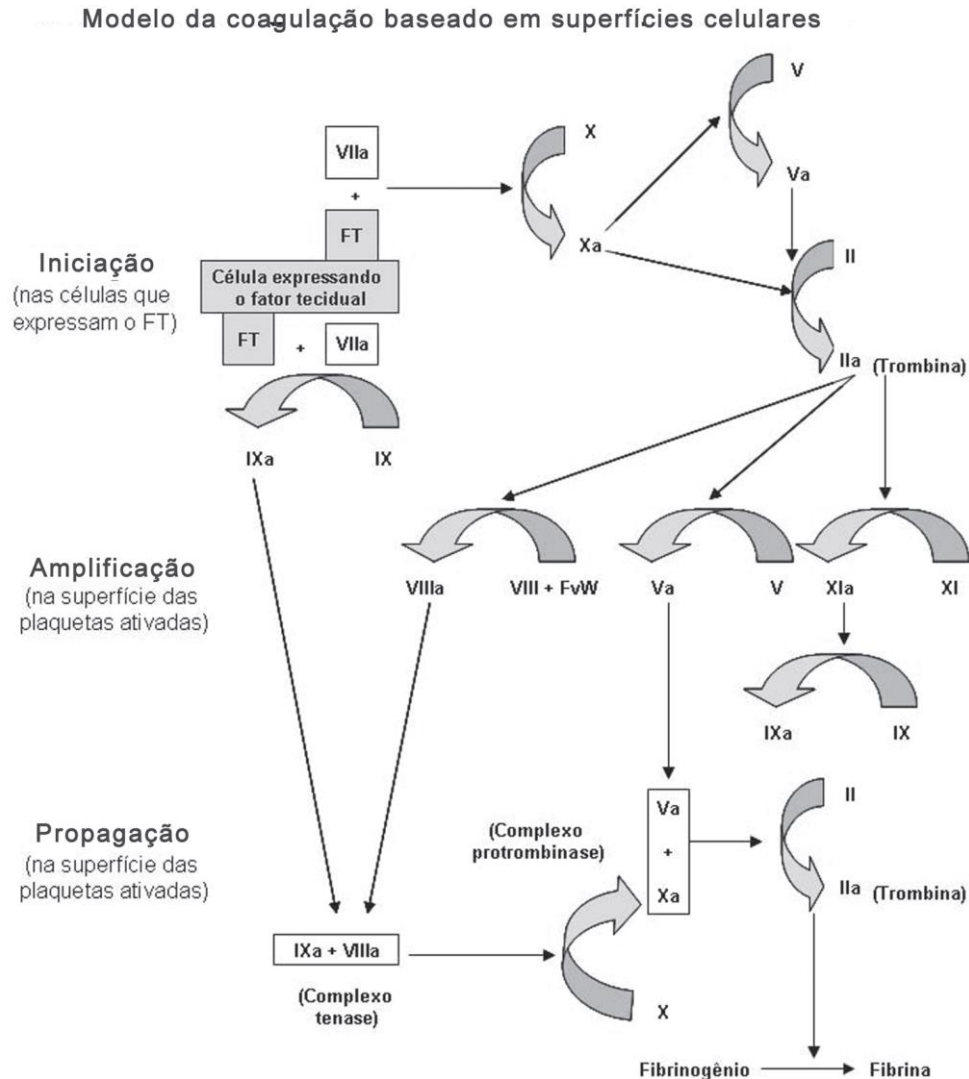 Modelo da coagulação baseado em superfícies celulares
Iniciação
(nas células que
expressam o FT)
VIIa
+
FT
Célula expressando
o fator tecidual
FT
+
VIIa
IXa
IX
X
Xa
V
Va
II
IIa (Trombina)
Amplificação
(na superfície das
plaquetas ativadas)
VIIIa
VIII + FvW
Va
V
XIa
XI
IXa
IX
Propagação
(na superfície das
plaquetas ativadas)
IXa + VIIIa
(Complexo
tenase)
X
(Complexo
protrombinase)
Va
+
Xa
II
IIa (Trombina)
Fibrinogênio
Fibrina